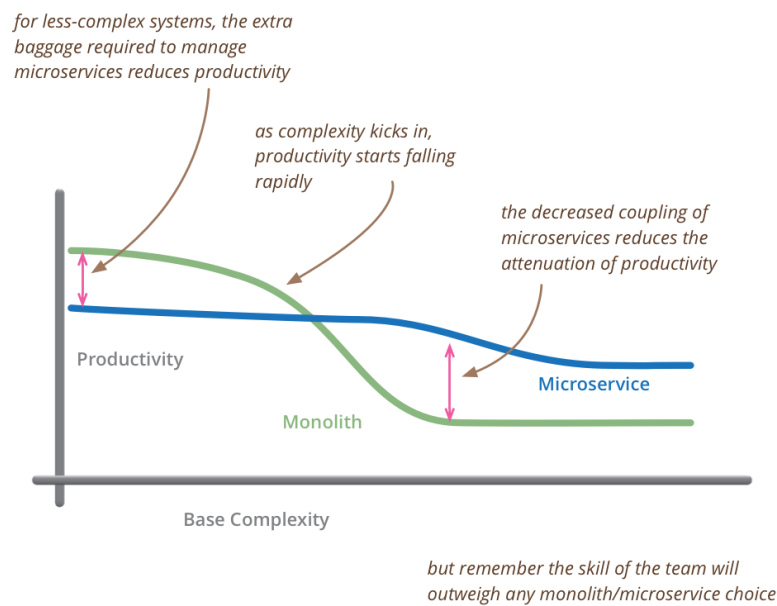 for less-complex systems, the extra
baggage required to manage
microservices reduces productivity
as complexity kicks in,
productivity starts falling
rapidly
the decreased coupling of
microservices reduces the
attenuation of productivity
Productivity
Microservice
Monolith
Base Complexity
but remember the skill of the team will
outweigh any monolith/microservice choice